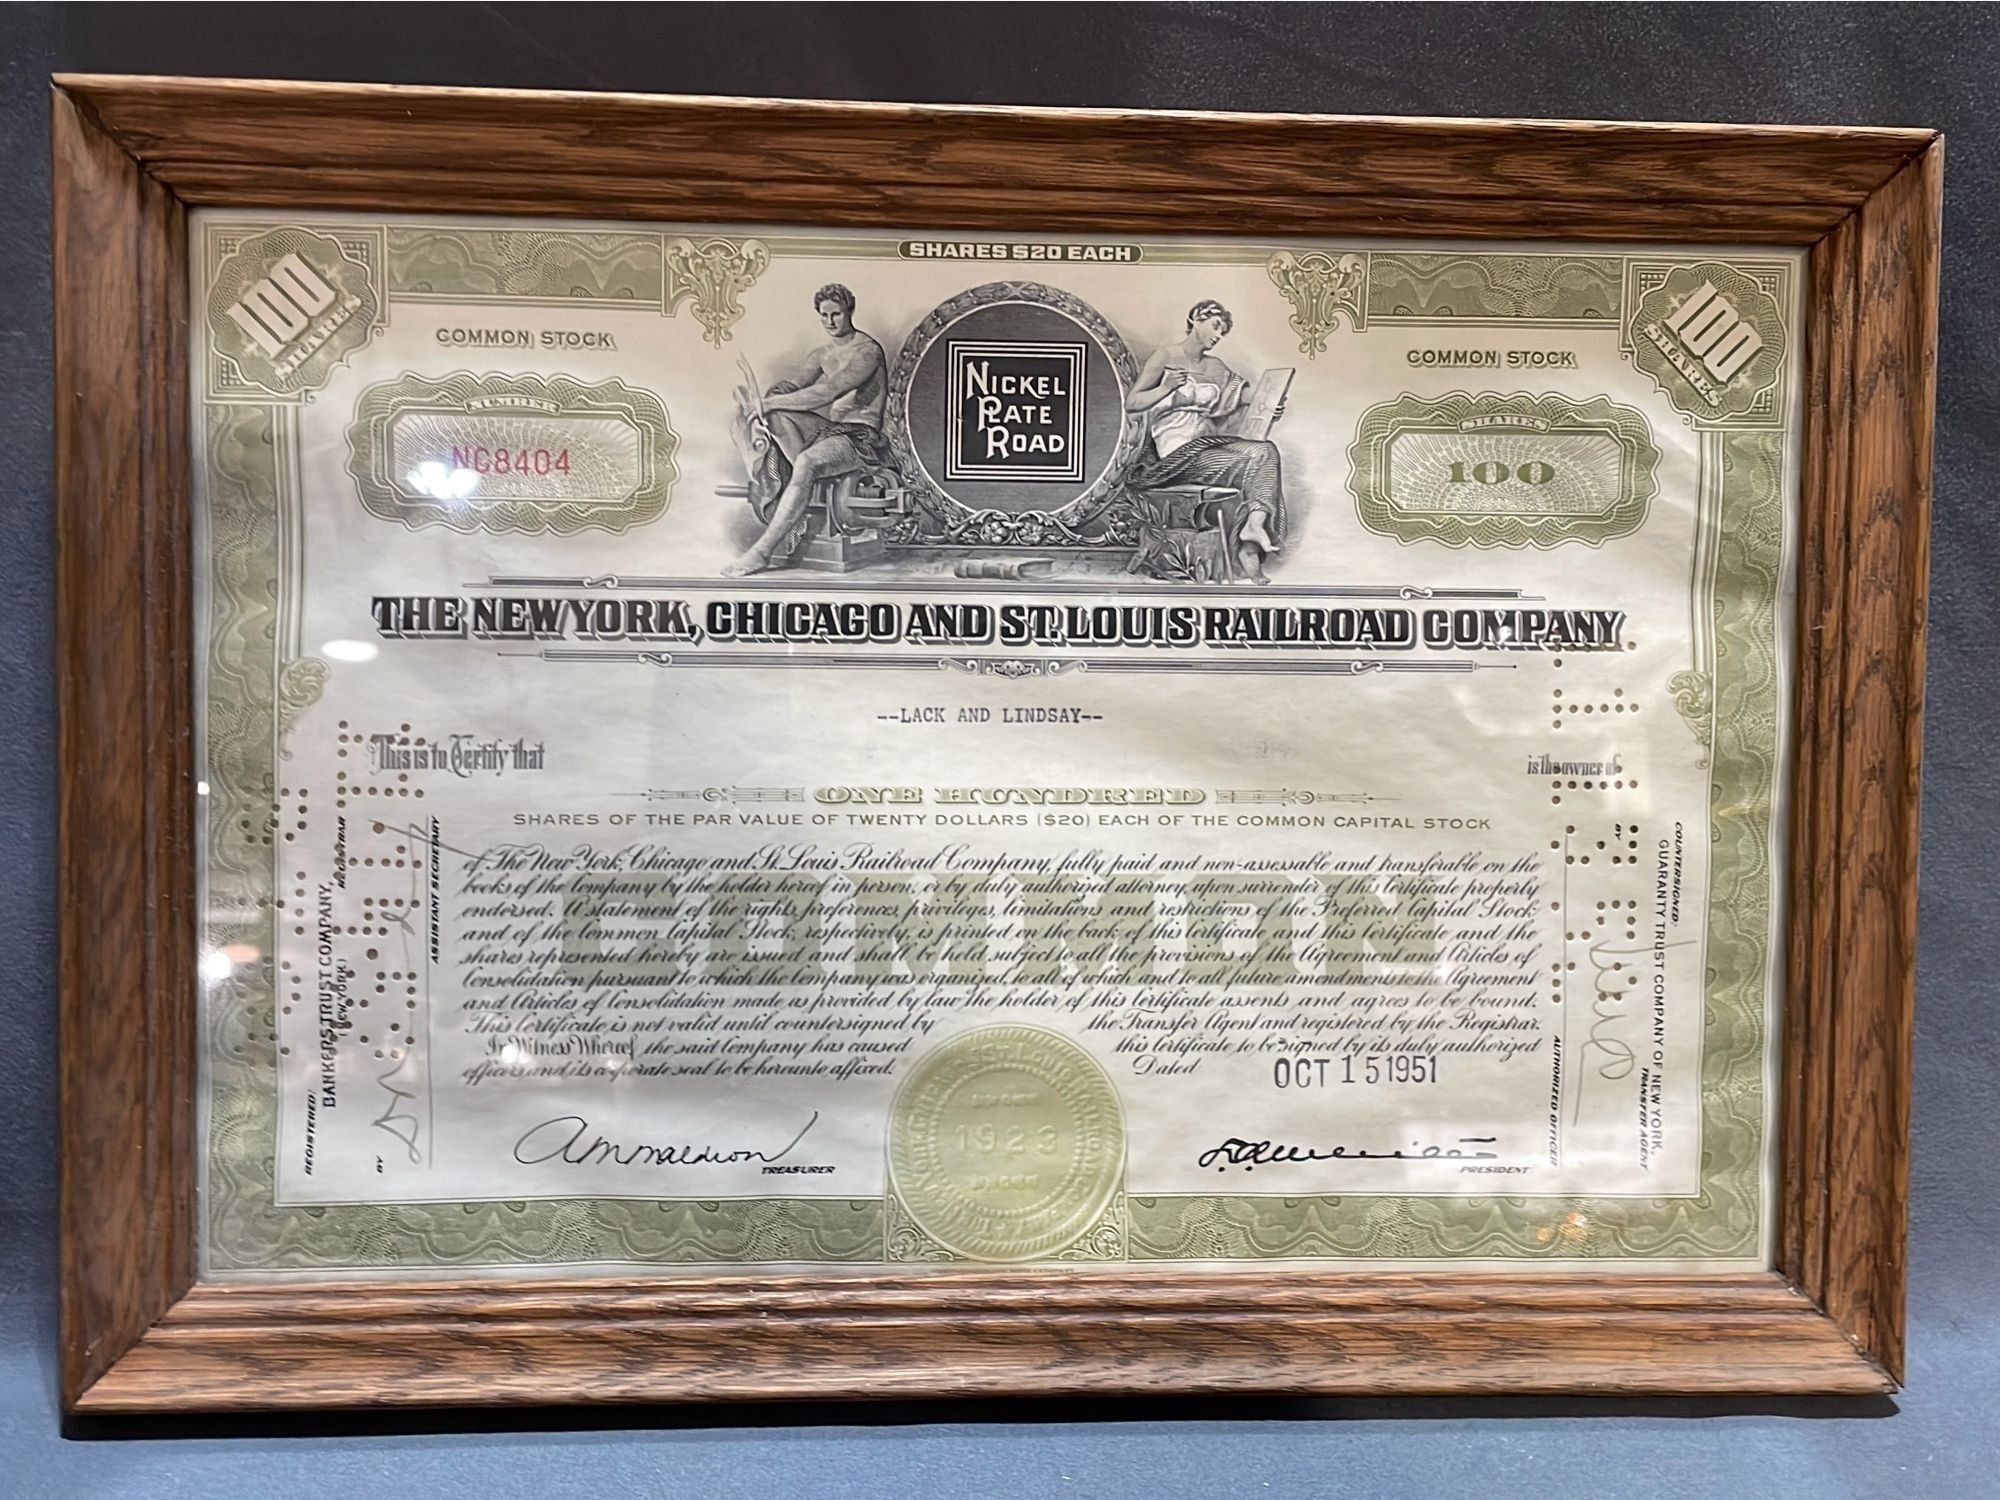 SHARES $20 EACH
100
SHARES
100
SHARES
COMMON STOCK
COMMON STOCK
NUMBER
NC8404
NICKEL
PLATE
ROAD
SHARES
100
THE NEW YORK, CHICAGO AND ST. LOUIS RAILROAD COMPANY
--LACK AND LINDSAY--
This is to Certify that
is the owner of
ONE HUNDRED
SHARES OF THE PAR VALUE OF TWENTY DOLLARS ($20) EACH OF THE COMMON CAPITAL STOCK
of The New York, Chicago and St. Louis Railroad Company, fully paid and non-assessable and transferable on the
books of the Company by the holder hereof in person, or by duly authorized attorney, upon surrender of this Certificate properly
endorsed. A statement of the rights, preferences, privileges, limitations and restrictions of the Preferred Capital Stock
and of the Common Capital Stock, respectively, is printed on the back of this Certificate and this Certificate and the
shares represented hereby are issued and shall be held subject to all the provisions of the Agreement and Articles of
Consolidation pursuant to which the Company was organized, to all of which and to all future amendments to the Agreement
and Articles of Consolidation made as provided by law the holder of this Certificate assents and agrees to be bound.
This Certificate is not valid until countersigned by the Transfer Agent and registered by the Registrar.
In Witness Whereof the said Company has caused this Certificate to be signed by its duly authorized
officers and its corporate seal to be hereunto affixed. Dated OCT 15 1951
COMMON
TREASURER
1923
PRESIDENT
REGISTERED:
BANKERS TRUST COMPANY,
(NEW YORK)
REGISTRAR
BY
ASSISTANT SECRETARY
COUNTERSIGNED:
GUARANTY TRUST COMPANY OF NEW YORK,
TRANSFER AGENT
BY
AUTHORIZED OFFICER